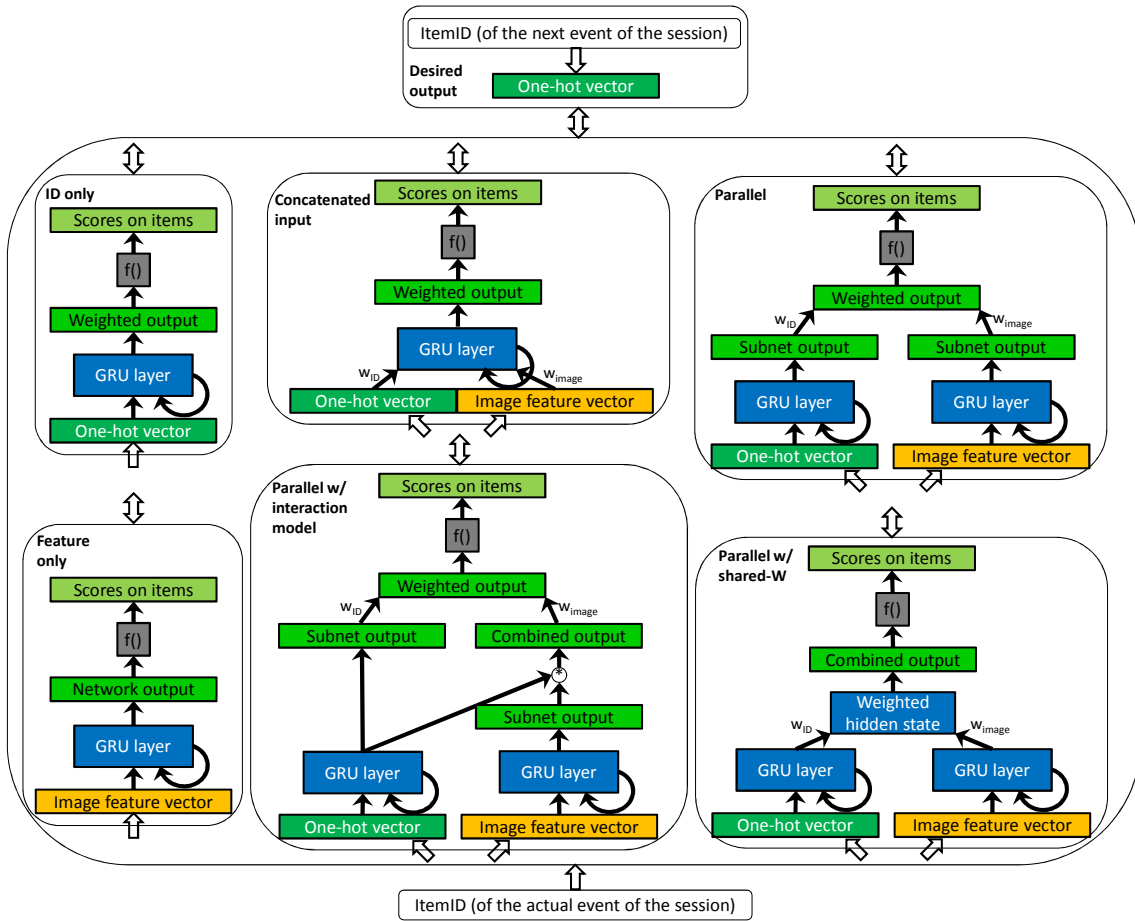 ItemID (of the next event of the session)
Desired
output
One-hot vector
ID only
Scores on items
f()
Weighted output
GRU layer
One-hot vector
Concatenated
input
Scores on items
f()
Weighted output
GRU layer
wID
wimage
One-hot vector
Image feature vector
Parallel
Scores on items
f()
Weighted output
wID
wimage
Subnet output
Subnet output
GRU layer
GRU layer
One-hot vector
Image feature vector
Feature
only
Scores on items
f()
Network output
GRU layer
Image feature vector
Parallel w/
interaction
model
Scores on items
f()
Weighted output
wID
wimage
Subnet output
Combined output
*
Subnet output
GRU layer
GRU layer
One-hot vector
Image feature vector
Parallel w/
shared-W
Scores on items
f()
Combined output
Weighted
hidden state
wID
wimage
GRU layer
GRU layer
One-hot vector
Image feature vector
ItemID (of the actual event of the session)